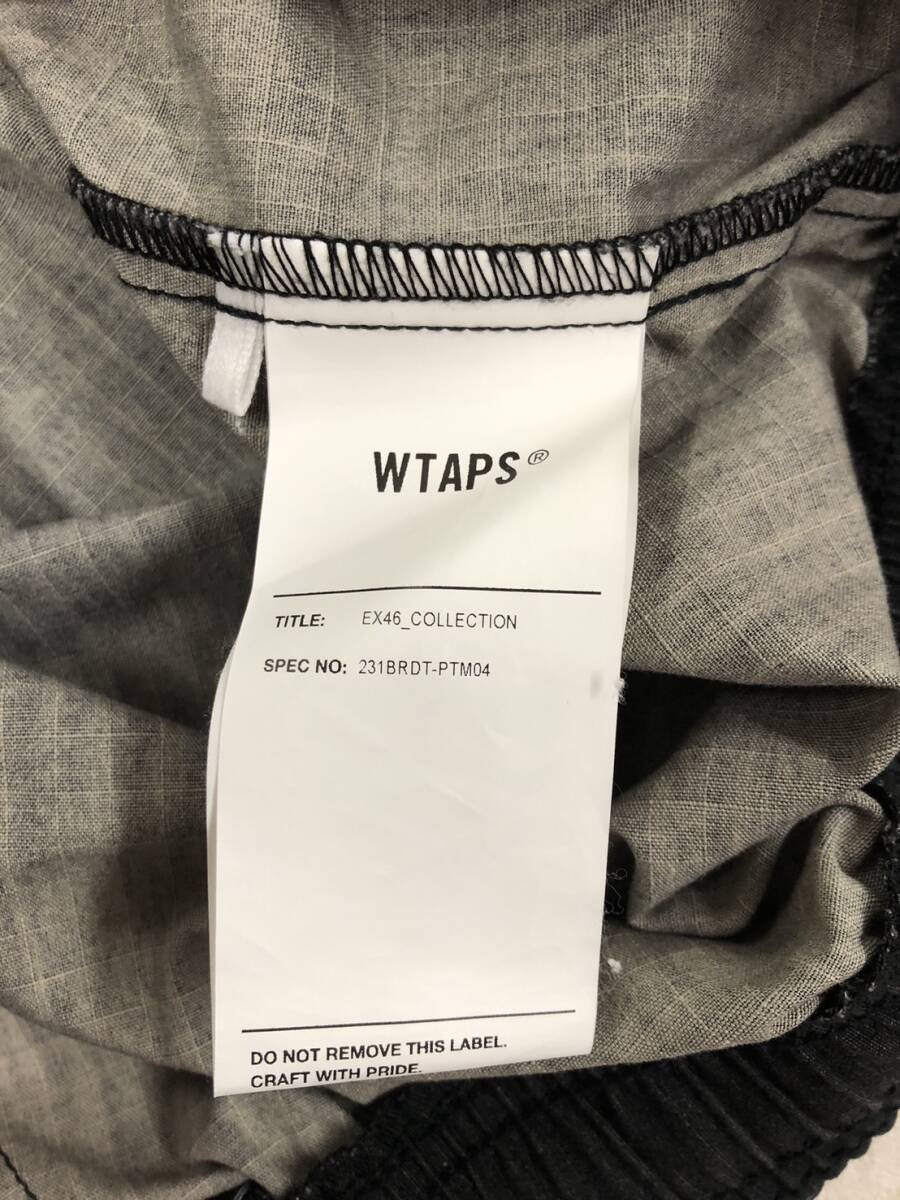 WTAPS®
TITLE: EX46_COLLECTION
SPEC NO: 231BRDT-PTM04
DO NOT REMOVE THIS LABEL.
CRAFT WITH PRIDE.